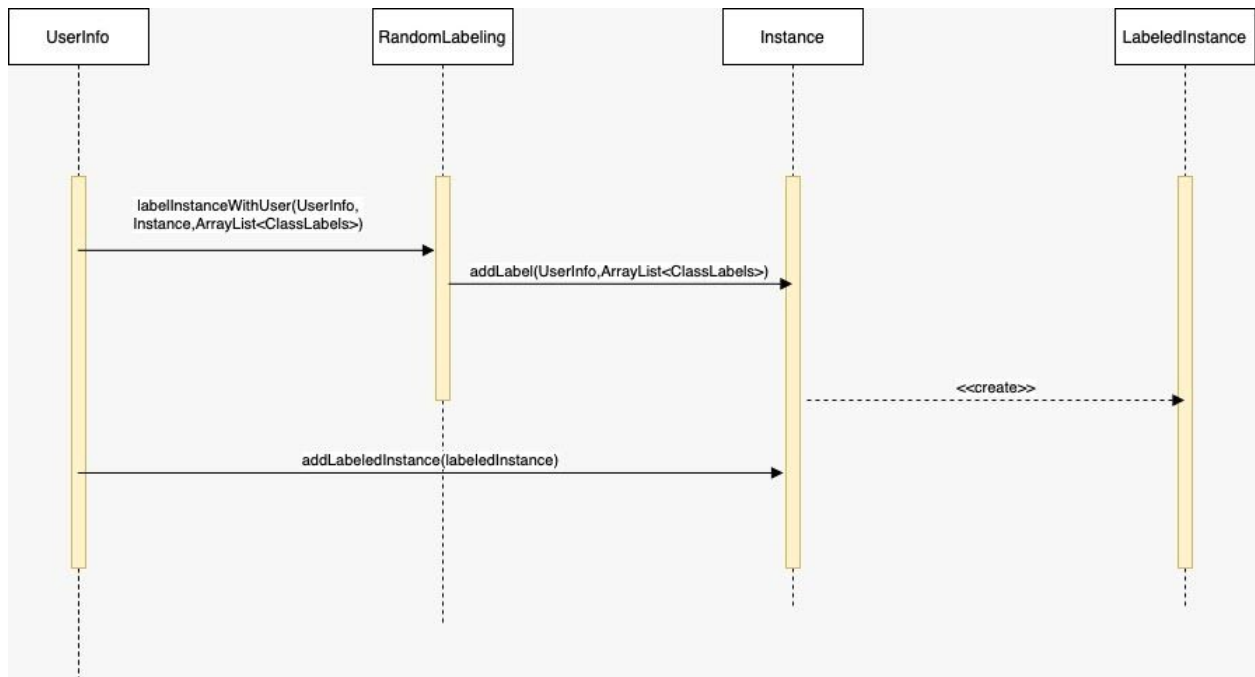 UserInfo
RandomLabeling
Instance
LabeledInstance
labelInstanceWithUser(UserInfo,
Instance,ArrayList<ClassLabels>)
addLabel(UserInfo,ArrayList<ClassLabels>)
<<create>>
addLabeledInstance(labeledInstance)